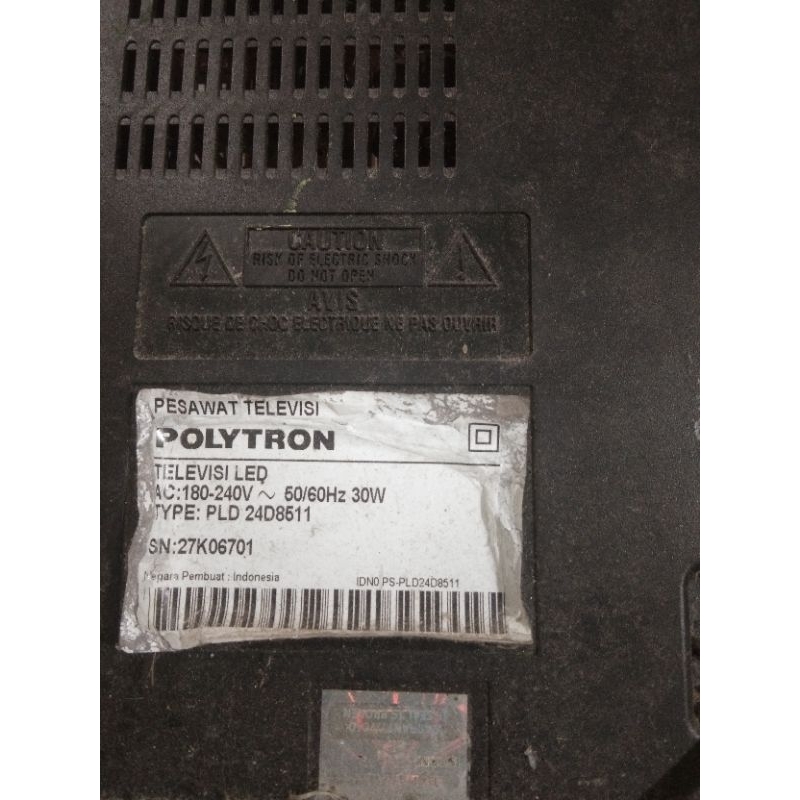 CAUTION
RISK OF ELECTRIC SHOCK
DO NOT OPEN
AVIS
RISQUE DE CHOC ELECTRIQUE NE PAS OUVRIR
PESAWAT TELEVISI
POLYTRON
TELEVISI LED
AC:180-240V ~ 50/60Hz 30W
TYPE: PLD 24D8511
SN:27K06701
Negara Pembuat : Indonesia
IDN0 PS-PLD24D8511